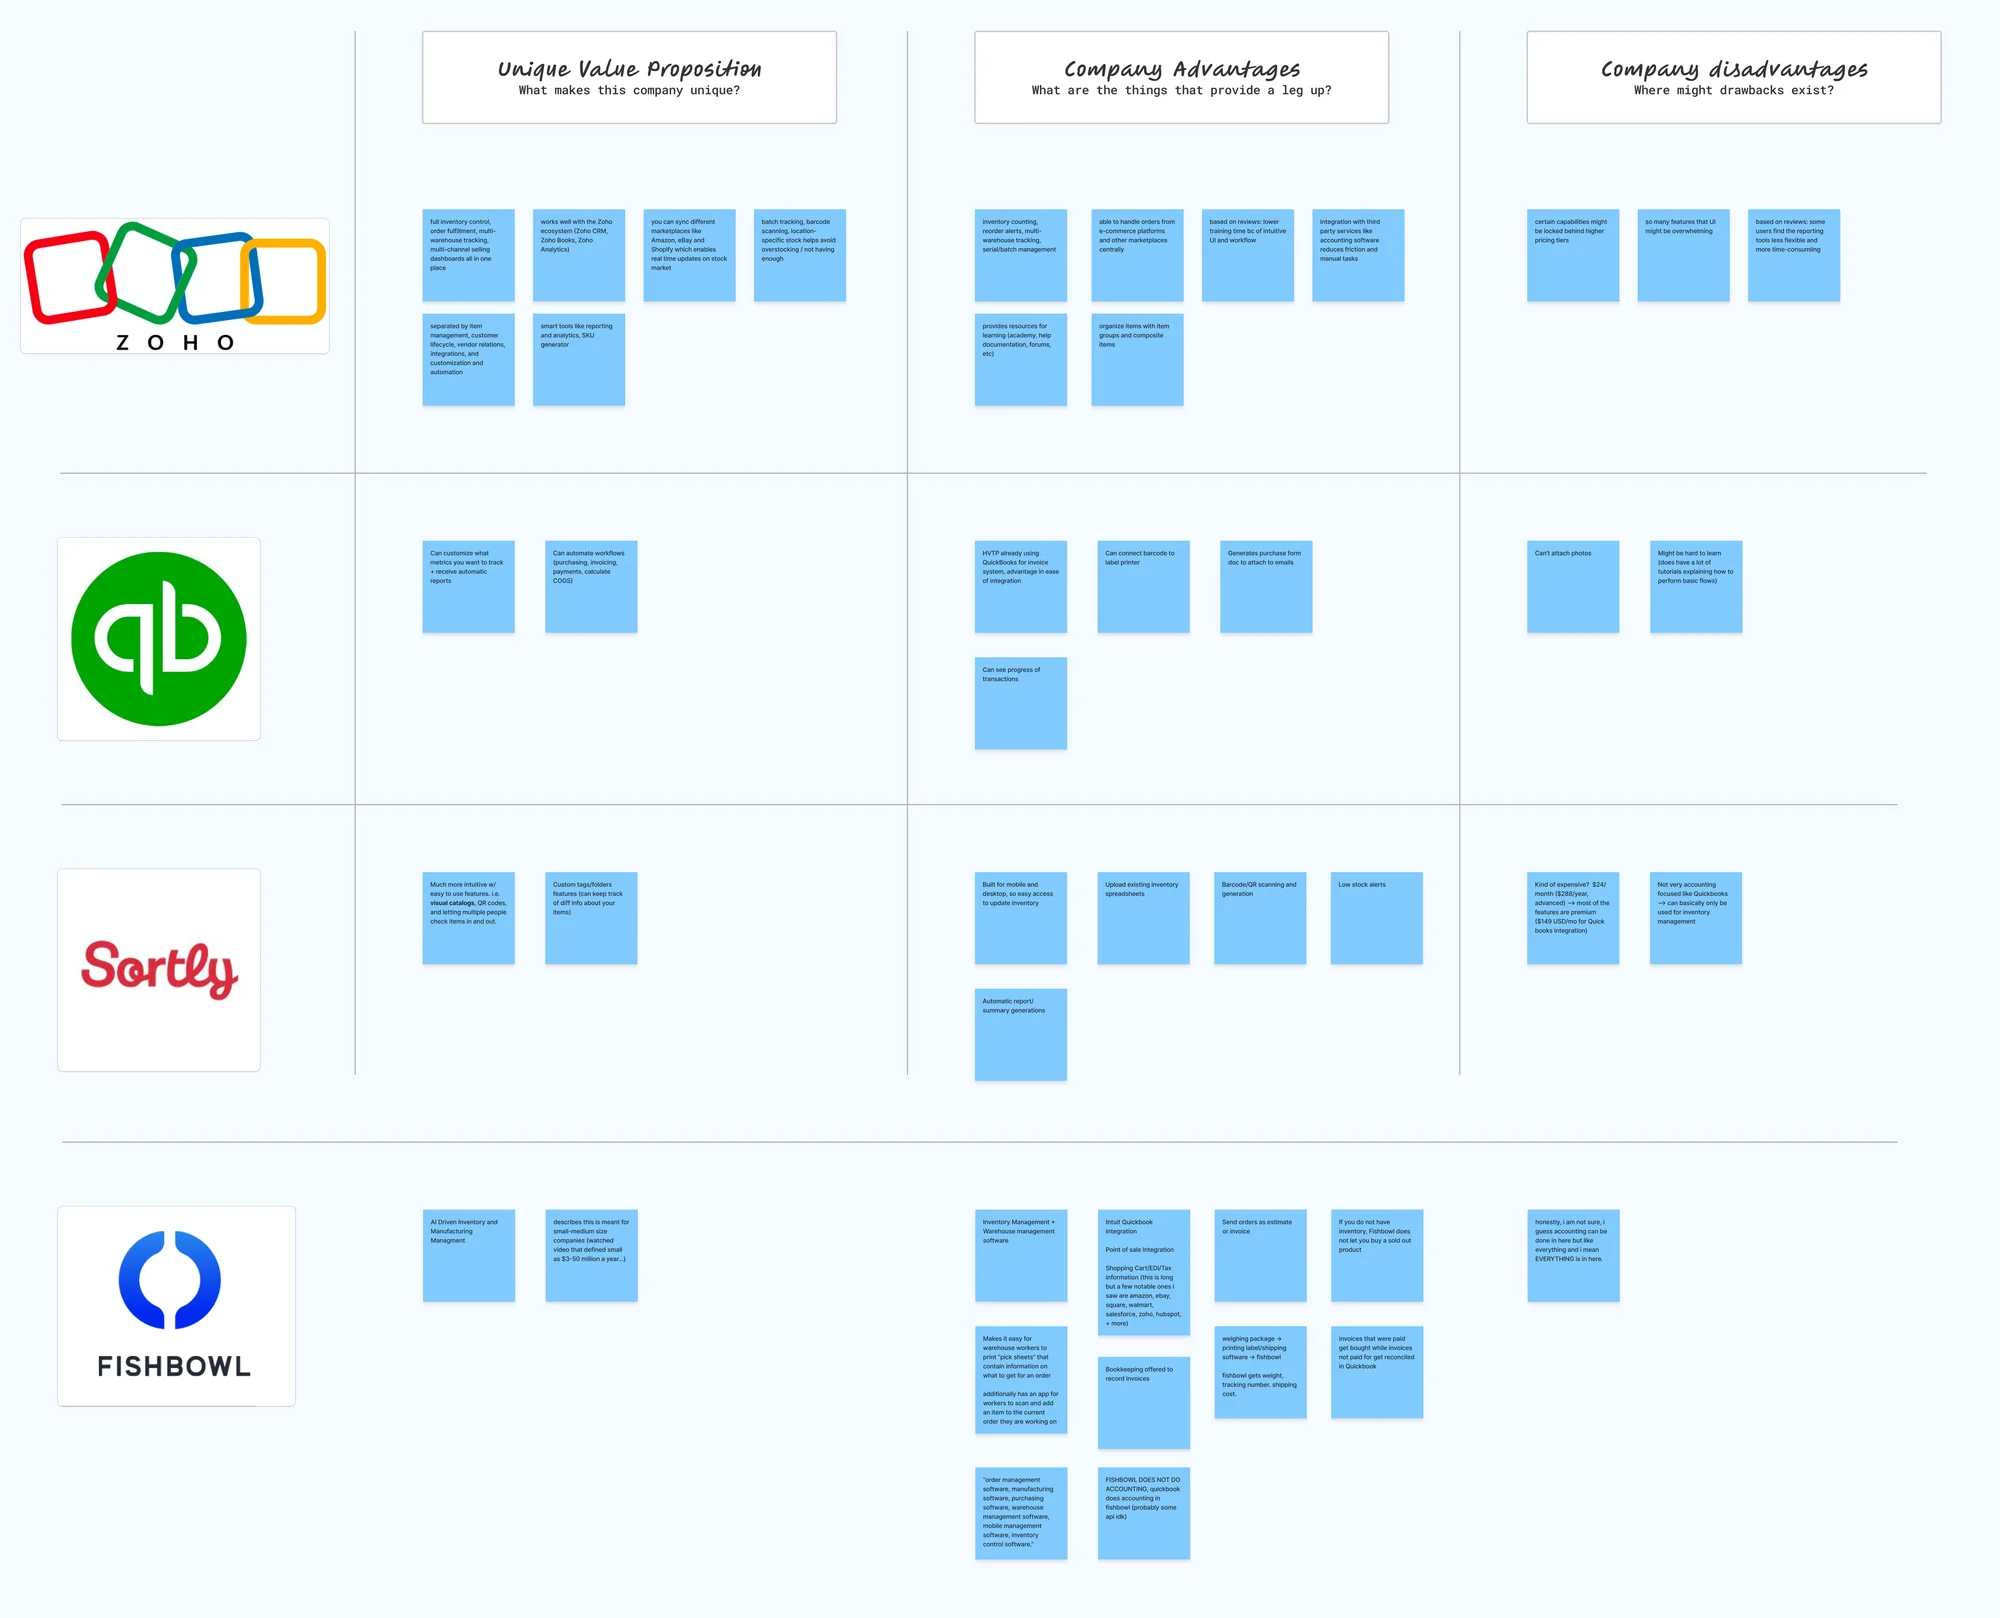 Unique Value Proposition
What makes this company unique?
Company Advantages
What are the things that provide a leg up?
Company disadvantages
Where might drawbacks exist?
ZOHO
full inventory control,
order fulfillment, multi-
warehouse tracking,
multi-channel selling
dashboards all in one
place
works well with the Zoho
ecosystem (Zoho CRM,
Zoho Books, Zoho
Analytics)
you can sync different
marketplaces like
Amazon, eBay and
Shopify which enables
real time updates on stock
market
batch tracking, barcode
scanning, location-
specific stock helps avoid
overstocking / not having
enough
separated by item
management, customer
lifecycle, vendor relations,
integrations, and
customization and
automation
smart tools like reporting
and analytics, SKU
generator
inventory counting,
reorder alerts, multi-
warehouse tracking,
serial/batch management
able to handle orders from
e-commerce platforms
and other marketplaces
centrally
based on reviews: lower
training time bc of intuitive
UI and workflow
integration with third
party services like
accounting software
reduces friction and
manual tasks
provides resources for
learning (academy, help
documentation, forums,
etc)
organize items with item
groups and composite
items
certain capabilities might
be locked behind higher
pricing tiers
so many features that UI
might be overwhelming
based on reviews: some
users find the reporting
tools less flexible and
more time-consumiing
qb
Can customize what
metrics you want to track
+ receive automatic
reports
Can automate workflows
(purchasing, invoicing,
payments, calculate
COGS)
HVTP already using
QuickBooks for invoice
system, advantage in ease
of integration
Can connect barcode to
label printer
Generates purchase form
doc to attach to emails
Can see progress of
transactions
Can't attach photos
Might be hard to learn
(does have a lot of
tutorials explaining how to
perform basic flows)
Sortly
Much more intuitive w/
easy to use features. i.e.
visual catalogs, QR codes,
and letting multiple people
check items in and out.
Custom tags/folders
features (can keep track
of diff info about your
items)
Built for mobile and
desktop, so easy access
to update inventory
Upload existing inventory
spreadsheets
Barcode/QR scanning and
generation
Low stock alerts
Automatic report/
summary generations
Kind of expensive? $24/
month ($288/year,
advanced) → most of the
features are premium
($149 USD/mo for Quick
books integration)
Not very accounting
focused like Quickbooks
→ can basically only be
used for inventory
management
FISHBOWL
AI Driven Inventory and
Manufacturing
Managment
describes this is meant for
small-medium size
companies (watched
video that defined small
as $3-50 million a year...)
Inventory Management +
Warehouse management
software
Intuit Quickbook
integration
Point of sale Integration
Shopping Cart/EDI/Tax
information (this is long
but a few notable ones i
saw are amazon, ebay,
square, walmart,
salesforce, zoho, hubspot,
+ more)
Send orders as estimate
or invoice
If you do not have
inventory, Fishbowl does
not let you buy a sold out
product
Makes it easy for
warehouse workers to
print "pick sheets" that
contain information on
what to get for an order
additionally has an app for
workers to scan and add
an item to the current
order they are working on
Bookkeeping offered to
record invoices
weighing package →
printing label/shipping
software → fishbowl
fishbowl gets weight,
tracking number. shipping
cost.
invoices that were paid
get bought while invoices
not paid for get reconciled
in Quickbook
"order management
software, manufacturing
software, purchasing
software, warehouse
management software,
mobile management
software, inventory
control software."
FISHBOWL DOES NOT DO
ACCOUNTING, quickbook
does accounting in
fishbowl (probably some
api idk)
honestly, i am not sure, i
guess accounting can be
done in here but like
everything and i mean
EVERYTHING is in here.